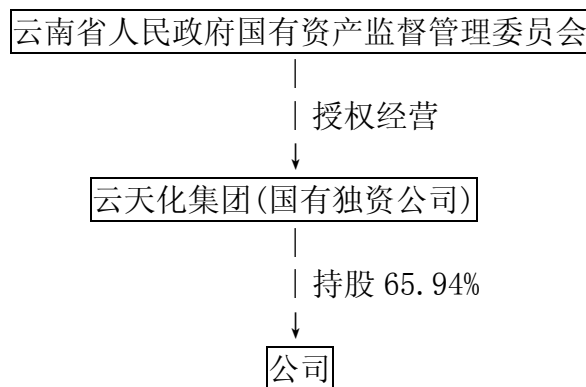 云南省人民政府国有资产监督管理委员会
授权经营
云天化集团(国有独资公司)
持股 65.94%
公司